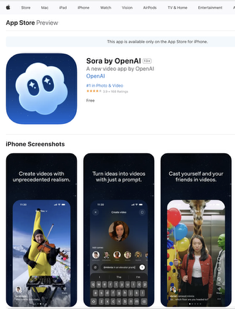 Store Mac iPad iPhone Watch Vision AirPods TV & Home Entertainment
App Store Preview
This app is available only on the App Store for iPhone.
Sora by OpenAI
A new video app by OpenAI
OpenAI
#1 in Photo & Video
Free
iPhone Screenshots
Create videos with
unprecedented realism.
Turn ideas into videos
with just a prompt.
Cast yourself and your
friends in videos.